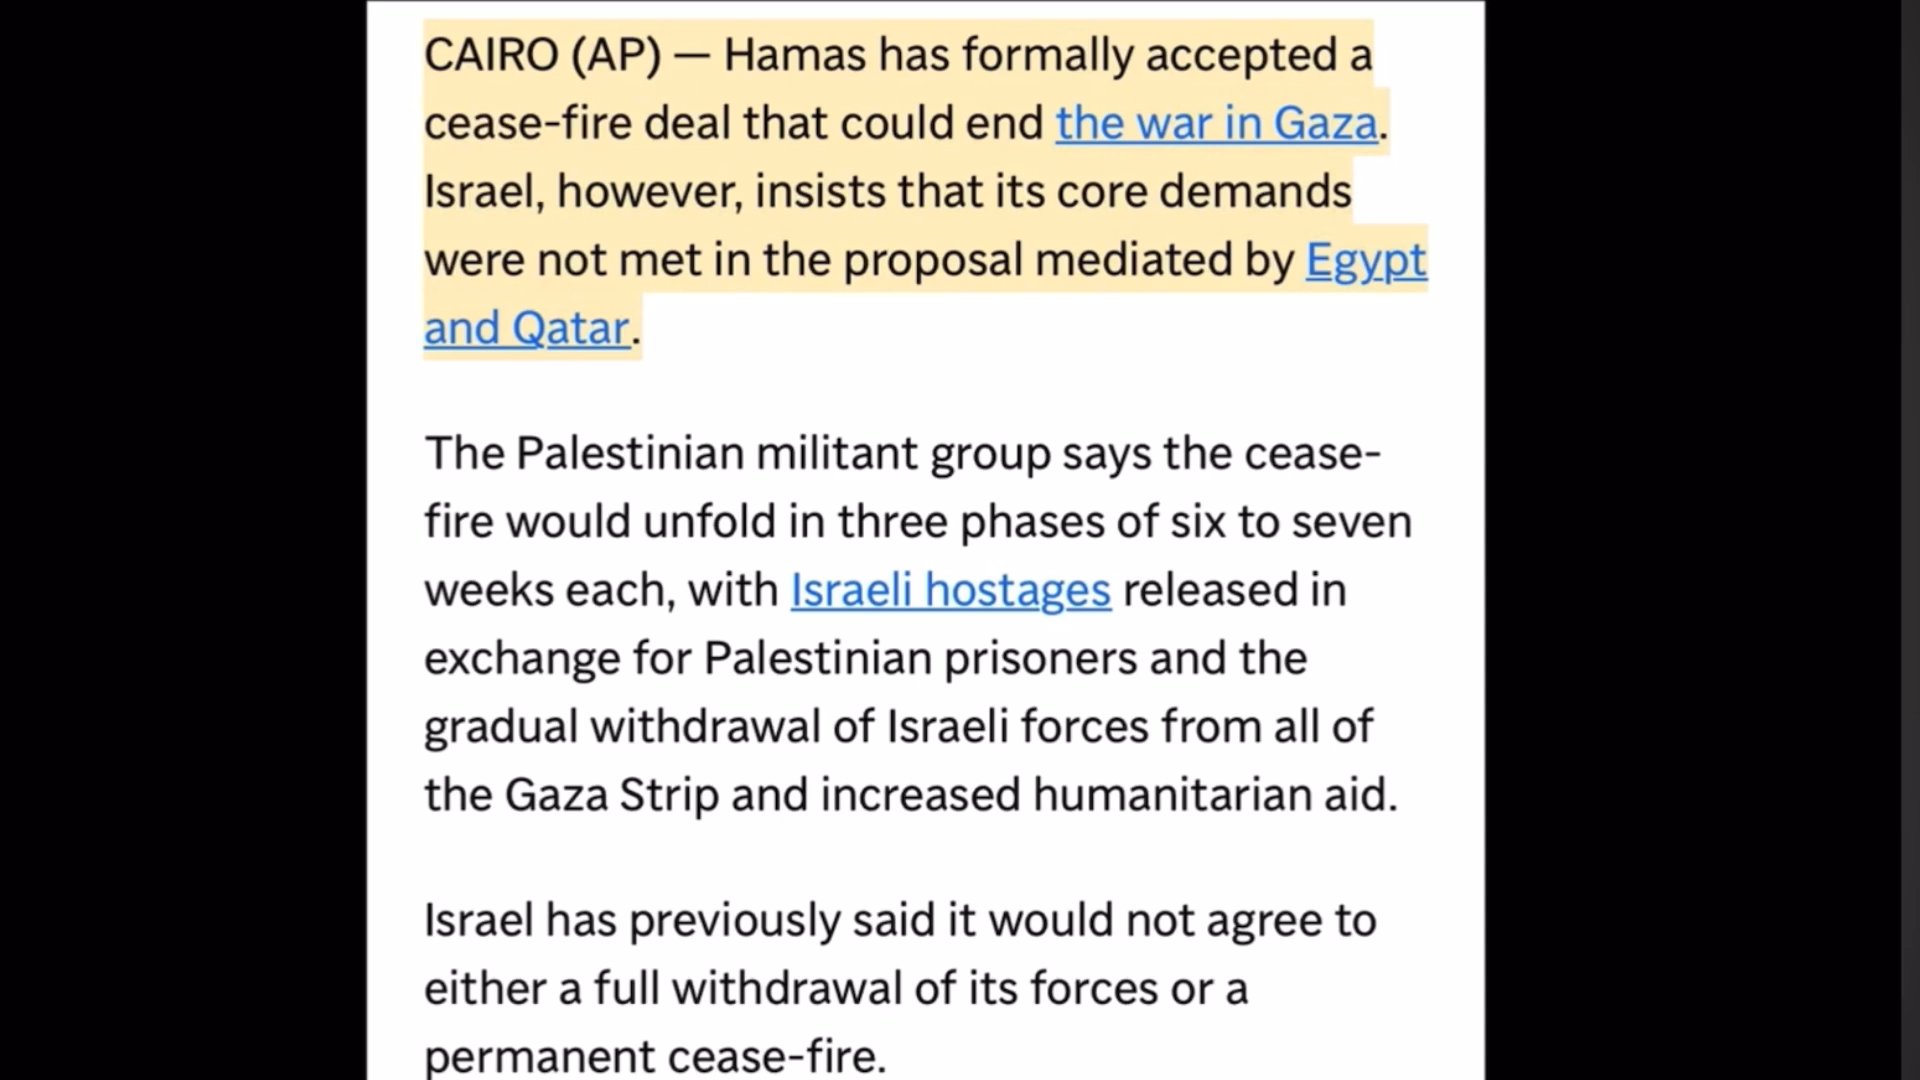 CAIRO (AP) — Hamas has formally accepted a
cease-fire deal that could end the war in Gaza.
Israel, however, insists that its core demands
were not met in the proposal mediated by Egypt
and Qatar.
The Palestinian militant group says the cease-
fire would unfold in three phases of six to seven
weeks each, with Israeli hostages released in
exchange for Palestinian prisoners and the
gradual withdrawal of Israeli forces from all of
the Gaza Strip and increased humanitarian aid.
Israel has previously said it would not agree to
either a full withdrawal of its forces or a
permanent cease-fire.